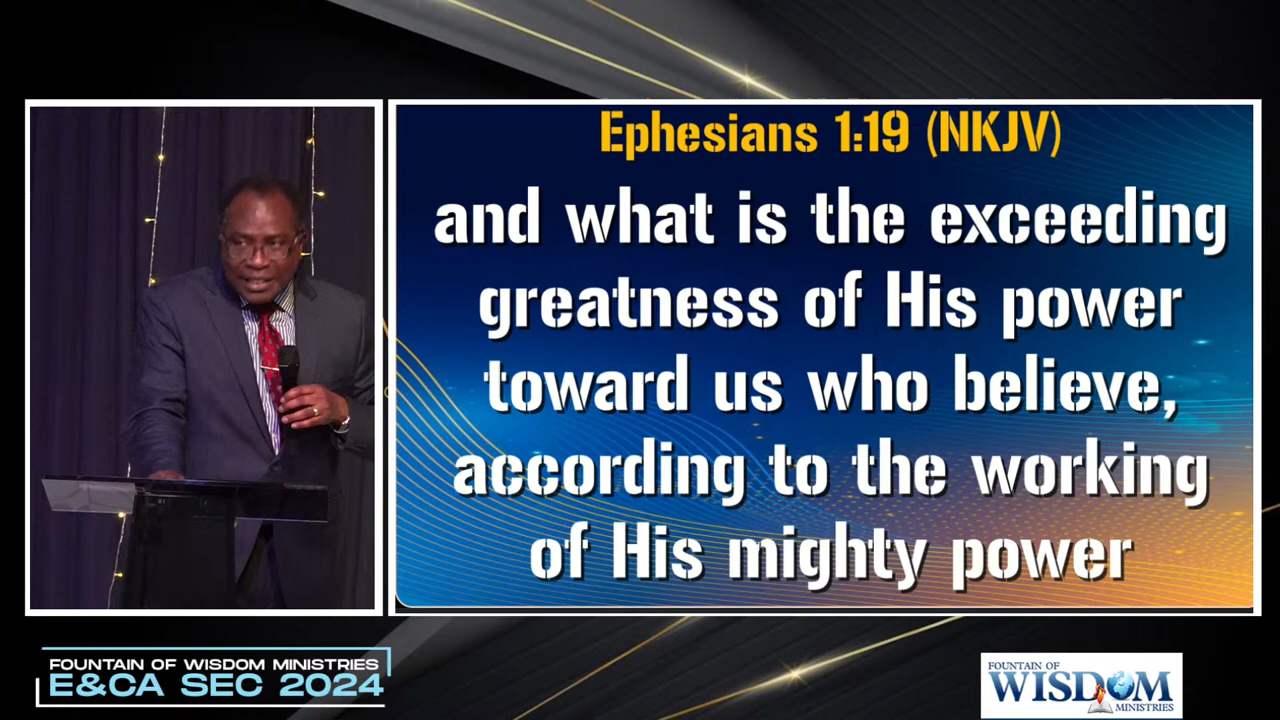 Ephesians 1:19 (NKJV)
and what is the exceeding
greatness of His power
toward us who believe,
according to the working
of His mighty power
FOUNTAIN OF WISDOM MINISTRIES
E&CA SEC 2024
FOUNTAIN OF
WISDOM
MINISTRIES